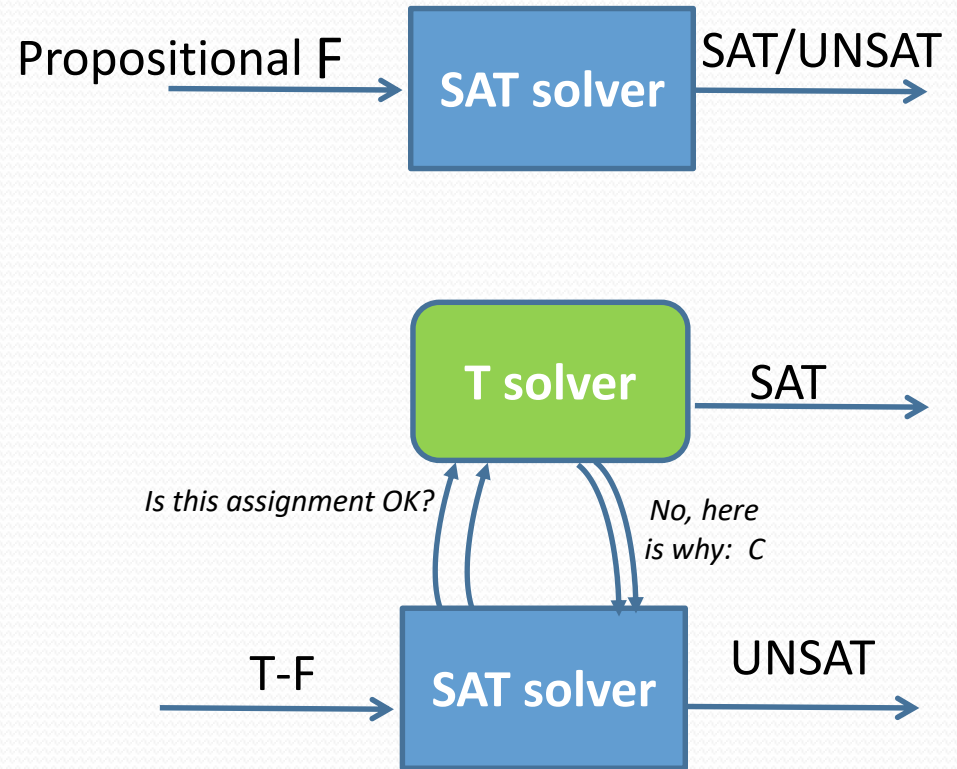 Propositional F
SAT solver
SAT/UNSAT
T solver
SAT
Is this assignment OK?
No, here
is why: C
T-F
SAT solver
UNSAT